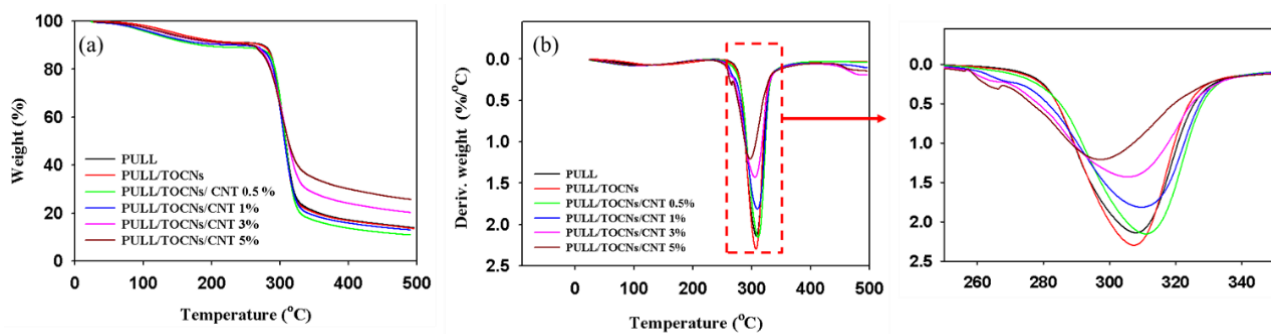 (a)
Weight (%)
100
80
60
40
20
0
PULL
PULL/TOCNs
PULL/TOCNs/ CNT 0.5 %
PULL/TOCNs/CNT 1%
PULL/TOCNs/CNT 3%
PULL/TOCNs/CNT 5%
0 100 200 300 400 500
Temperature (°C)
(b)
Deriv. weight (%/°C)
0.0
0.5
1.0
1.5
2.0
2.5
PULL
PULL/TOCNs
PULL/TOCNs/CNT 0.5%
PULL/TOCNs/CNT 1%
PULL/TOCNs/CNT 3%
PULL/TOCNs/CNT 5%
0 100 200 300 400 500
Temperature (°C)
0.0
0.5
1.0
1.5
2.0
2.5
260 280 300 320 340